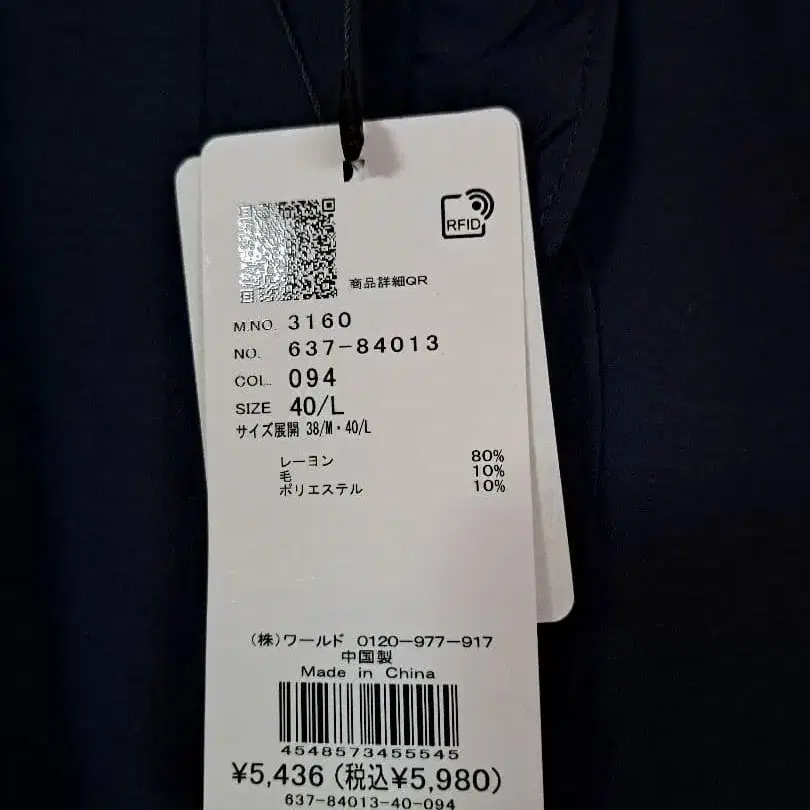 RFID
商品詳細QR
M.NO. 3160
NO. 637-84013
COL. 094
SIZE 40/L
サイズ展開 38/M・40/L
レーヨン 80%
毛 10%
ポリエステル 10%
(株)ワールド 0120-977-917
中国製
Made in China
4548573455545
¥5,436(税込¥5,980)
637-84013-40-094